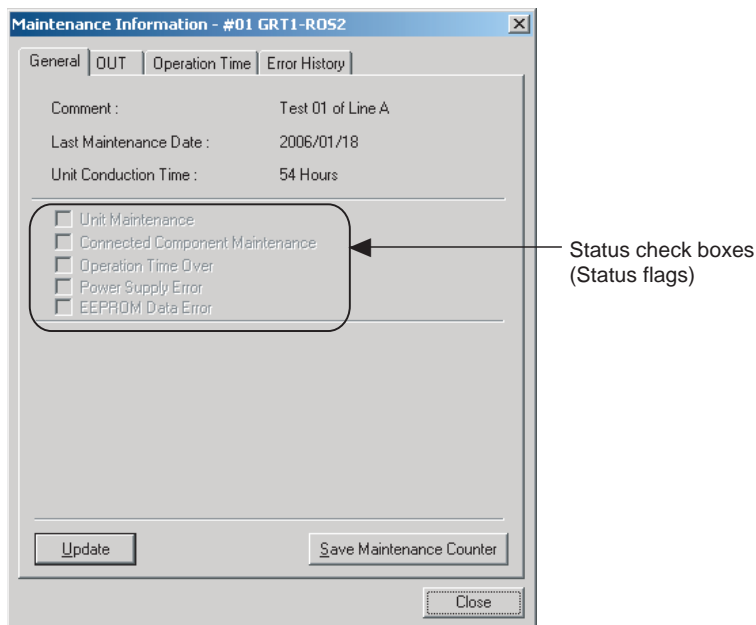 Maintenance Information - #01 GRT1-ROS2
General OUT Operation Time Error History
Comment : Test 01 of Line A
Last Maintenance Date : 2006/01/18
Unit Conduction Time : 54 Hours
Unit Maintenance
Connected Component Maintenance
Operation Time Over
Power Supply Error
EEPROM Data Error
Status check boxes
(Status flags)
Update Save Maintenance Counter
Close